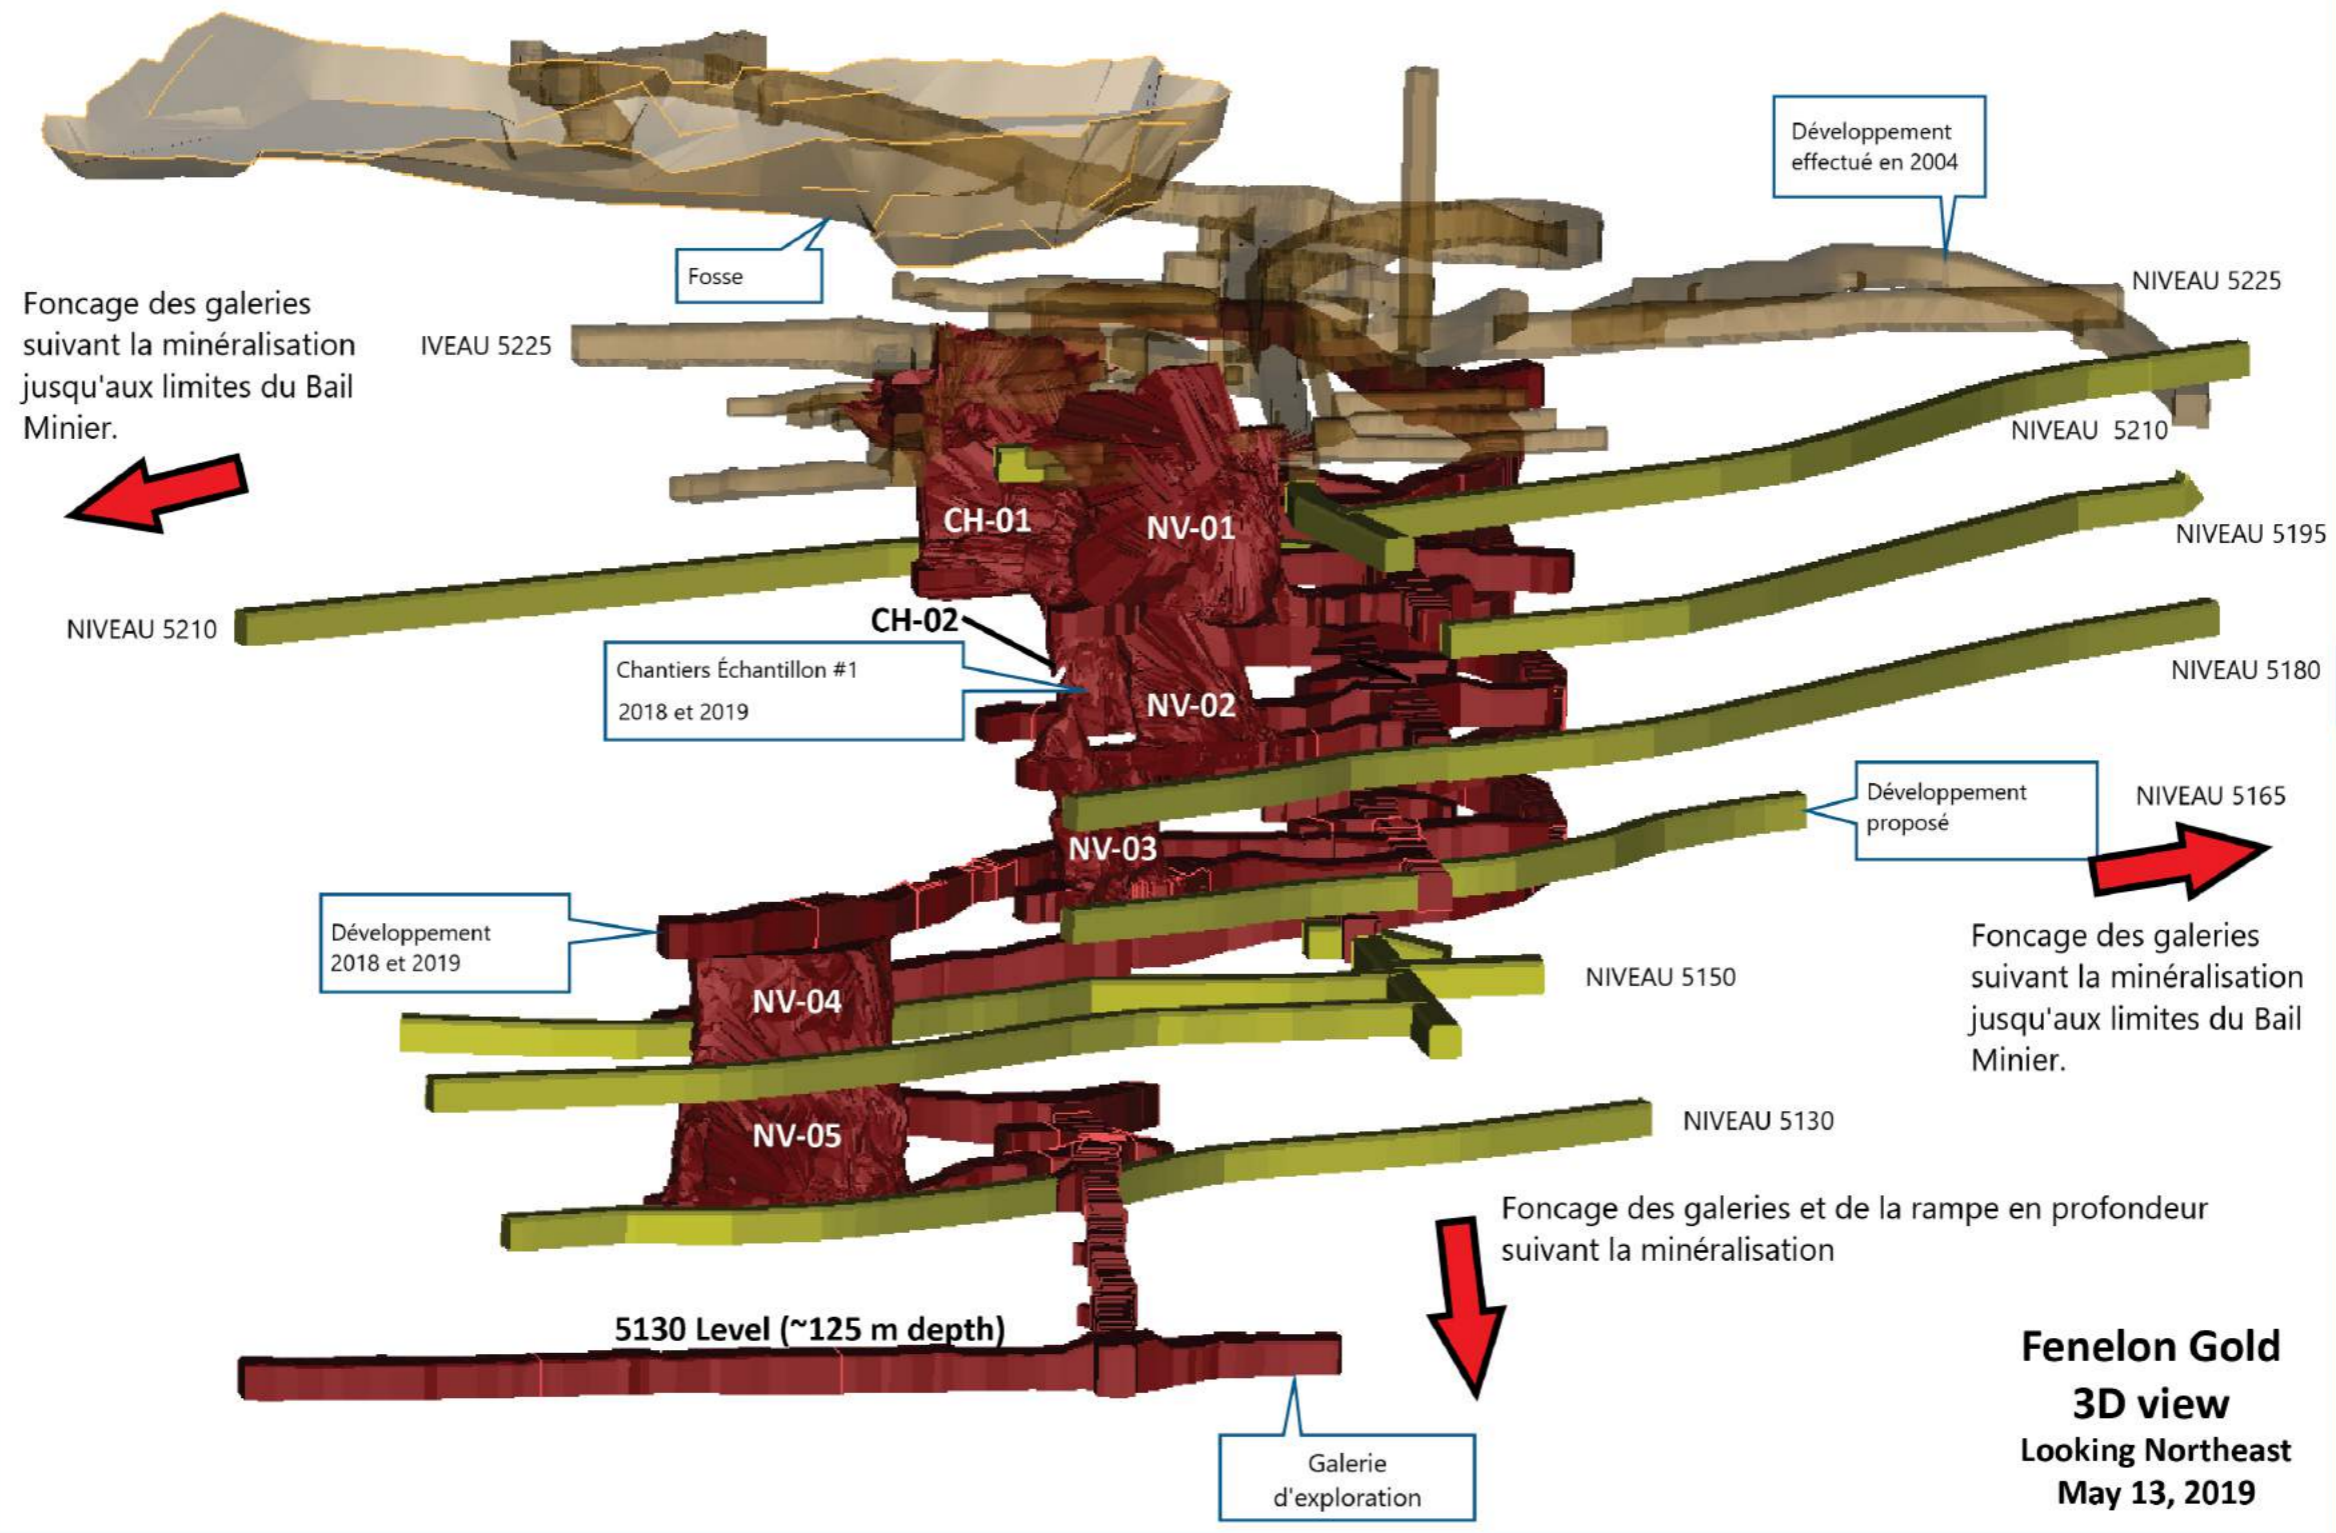 Développement
effectué en 2004
Fosse
NIVEAU 5225
Foncage des galeries
suivant la minéralisation
jusqu'aux limites du Bail
Minier.
IVEAU 5225
NIVEAU  5210
CH-01
NV-01
NIVEAU 5195
NIVEAU 5210
CH-02
Chantiers Échantillon #1
2018 et 2019
NV-02
NIVEAU 5180
Développement
proposé
NIVEAU 5165
NV-03
Développement
2018 et 2019
Foncage des galeries
suivant la minéralisation
jusqu'aux limites du Bail
Minier.
NV-04
NIVEAU 5150
NV-05
NIVEAU 5130
Foncage des galeries et de la rampe en profondeur
suivant la minéralisation
5130 Level (~125 m depth)
Galerie
d'exploration
Fenelon Gold
3D view
Looking Northeast
May 13, 2019